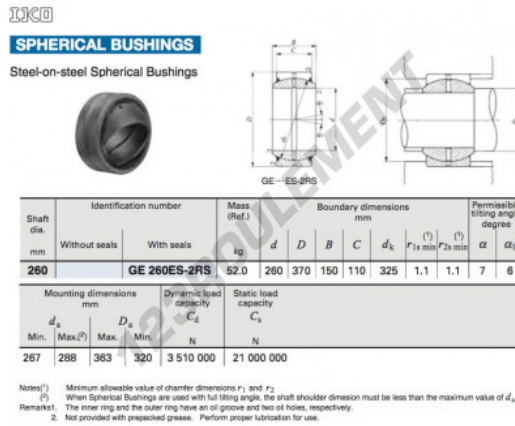 IKO
SPHERICAL BUSHINGS
Steel-on-steel Spherical Bushings
GE···ES-2RS
123ROULEMENT
Shaft dia. mm
Identification number
Without seals
With seals
Mass (Ref.) kg
Boundary dimensions mm
d D B C dk r1s min(1) r2s min(1)
Permissible tilting angle degree
α α1
260 GE 260ES-2RS 52.0 260 370 150 110 325 1.1 1.1 7 6
Mounting dimensions mm
da Da
Min. Max.(2) Max. Min.
Dynamic load capacity
Cd
N
Static load capacity
Cs
N
267 288 363 320 3 510 000 21 000 000
Notes(1) Minimum allowable value of chamfer dimensions r1 and r2
(2) When Spherical Bushings are used with full tilting angle, the shaft shoulder dimesion must be less than the maximum value of da
Remarks1. The inner ring and the outer ring have an oil groove and two oil holes, respectively.
2. Not provided with prepacked grease. Perform proper lubrication for use.